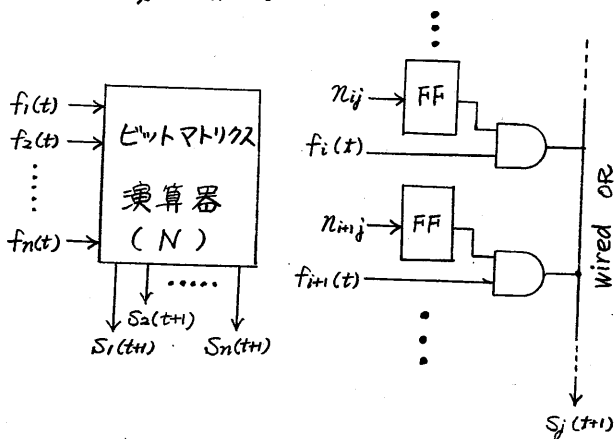 f₁(t)
f₂(t)
fn(t)
ビットマトリクス
演算器
(N)
S₁(t+1)
S₂(t+1)
Sn(t+1)
nij
FF
fi(t)
ni+1j
FF
fi+1(t)
wired OR
Sj(t+1)